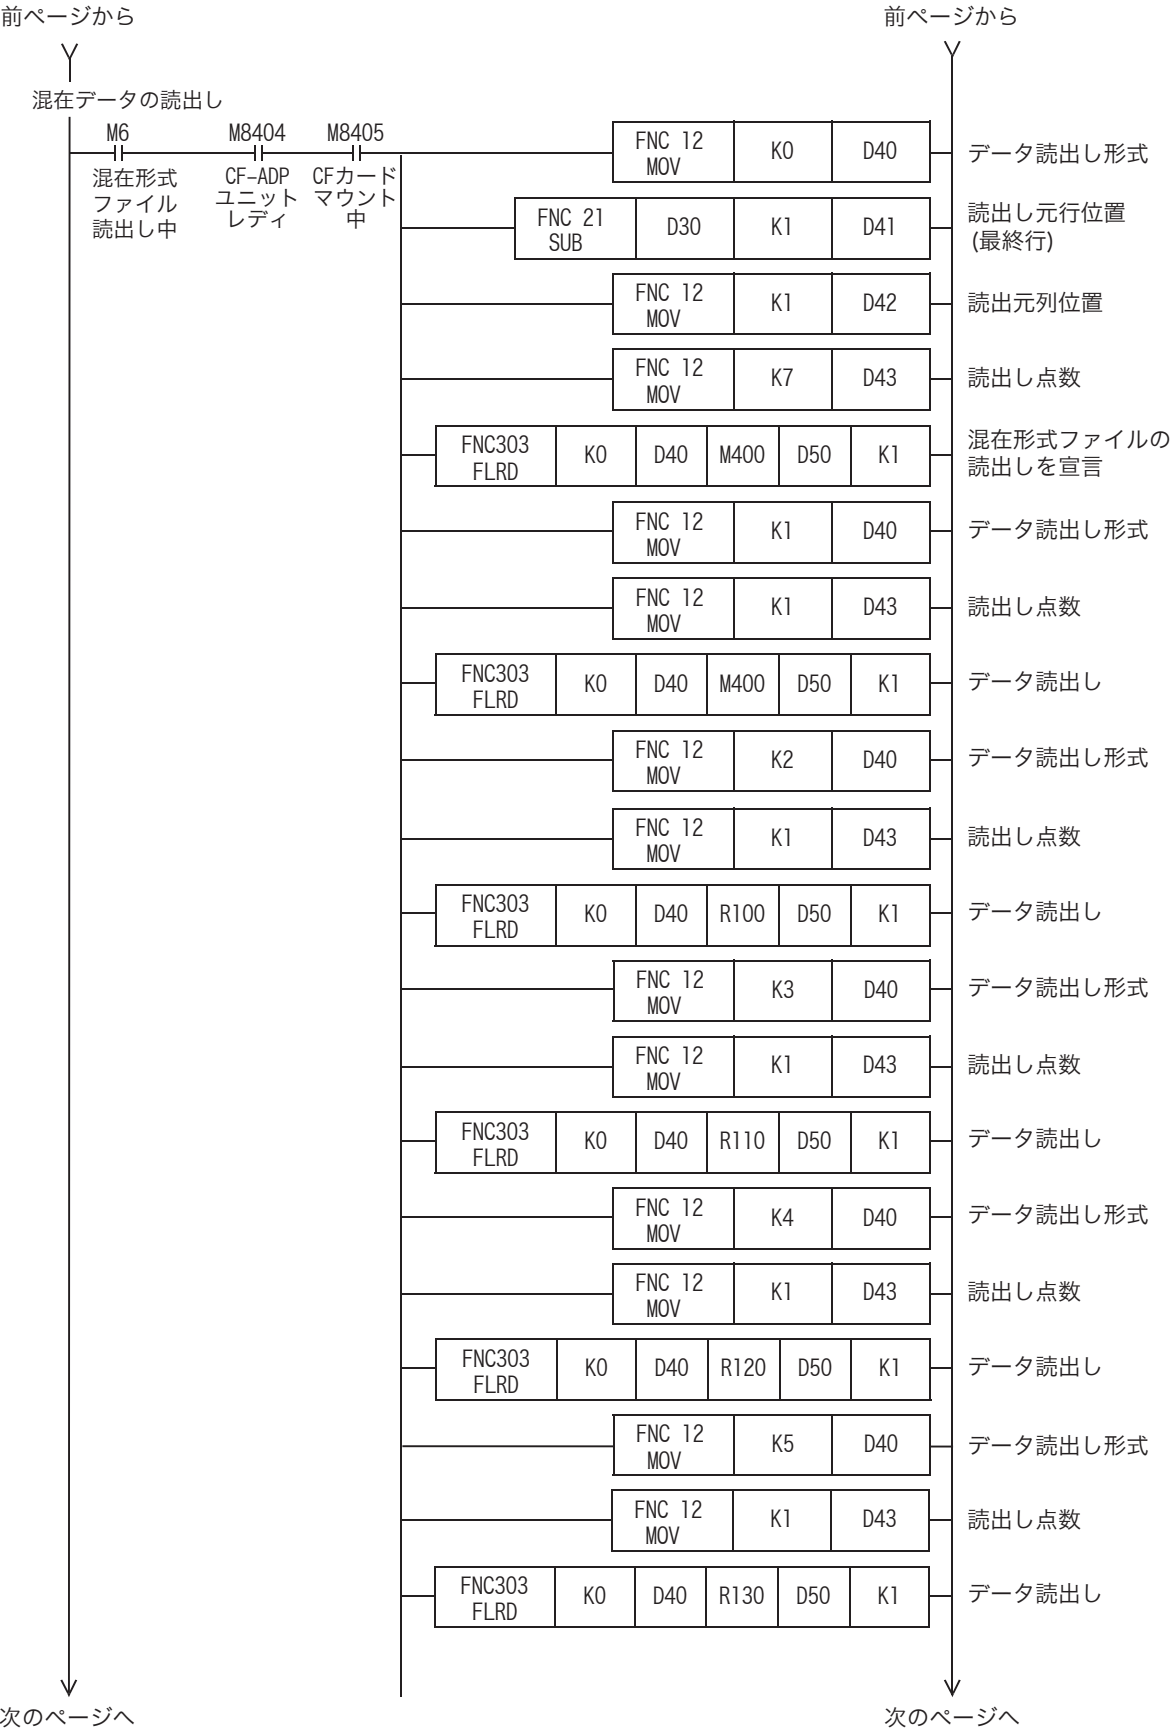 前ページから 前ページから
混在データの読出し
M6 M8404 M8405
混在形式
ファイル
読出し中
CF-ADP
ユニット
レディ
CFカード
マウント
中
FNC 12
MOV
K0 D40
データ読出し形式
FNC 21
SUB
D30 K1 D41
読出し元行位置
(最終行)
FNC 12
MOV
K1 D42
読出元列位置
FNC 12
MOV
K7 D43
読出し点数
FNC303
FLRD
K0 D40 M400 D50 K1
混在形式ファイルの
読出しを宣言
FNC 12
MOV
K1 D40
データ読出し形式
FNC 12
MOV
K1 D43
読出し点数
FNC303
FLRD
K0 D40 M400 D50 K1
データ読出し
FNC 12
MOV
K2 D40
データ読出し形式
FNC 12
MOV
K1 D43
読出し点数
FNC303
FLRD
K0 D40 R100 D50 K1
データ読出し
FNC 12
MOV
K3 D40
データ読出し形式
FNC 12
MOV
K1 D43
読出し点数
FNC303
FLRD
K0 D40 R110 D50 K1
データ読出し
FNC 12
MOV
K4 D40
データ読出し形式
FNC 12
MOV
K1 D43
読出し点数
FNC303
FLRD
K0 D40 R120 D50 K1
データ読出し
FNC 12
MOV
K5 D40
データ読出し形式
FNC 12
MOV
K1 D43
読出し点数
FNC303
FLRD
K0 D40 R130 D50 K1
データ読出し
次のページへ 次のページへ